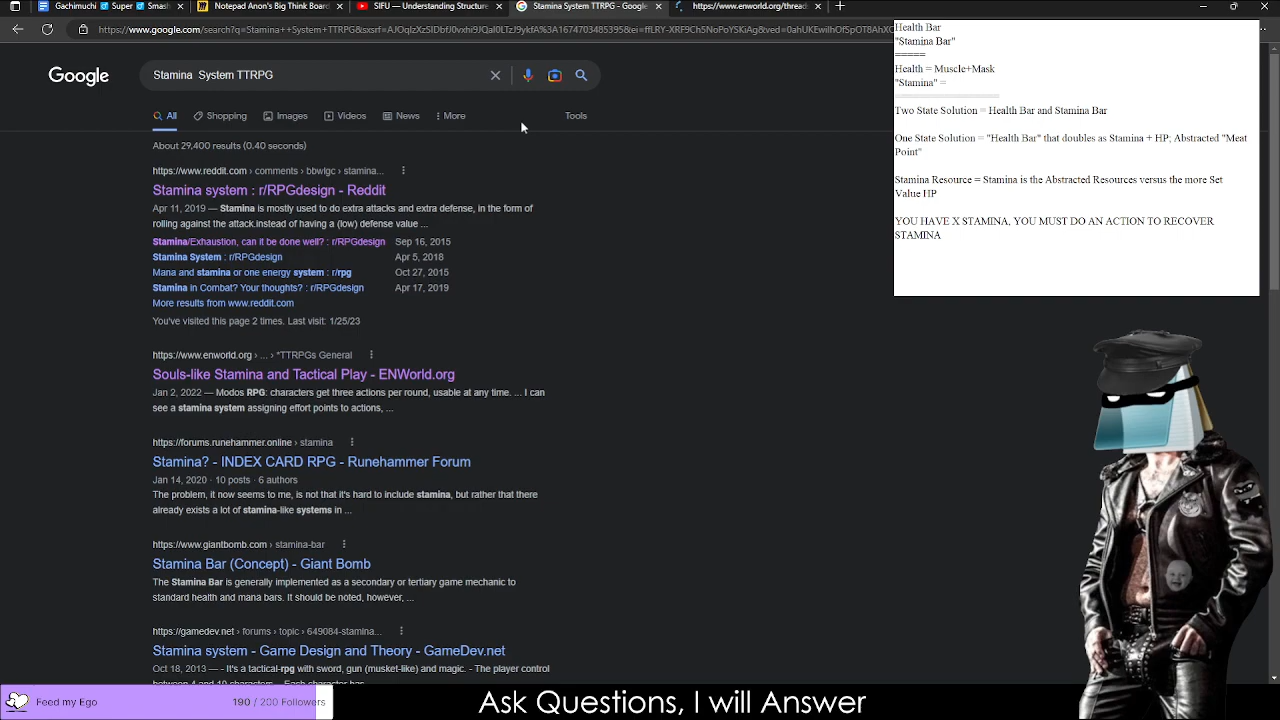 Gachimuchi
Super
Smash
Notepad Anon's Big Thing Board
SIFU — Understanding Structure
Stamina System TTRPG - Google
https://www.enworld.org/thread
https://www.google.com/search?q=Stamina++System+TTRPG
Google
Stamina System TTRPG
All
Shopping
Images
Videos
News
More
Tools
About 29,400 results (0.40 seconds)
https://www.reddit.com › comments › bbwlgc › stamina...
Stamina system : r/RPGdesign - Reddit
Apr 11, 2019 — Stamina is mostly used to do extra attacks and extra defense, in the form of
rolling against the attack.instead of having a (low) defense value ...
Stamina/Exhaustion, can it be done well? : r/RPGdesign Sep 16, 2015
Stamina System : r/RPGdesign Apr 5, 2018
Mana and stamina or one energy system : r/rpg Oct 27, 2015
Stamina in Combat? Your thoughts? : r/RPGdesign Apr 17, 2019
More results from www.reddit.com
You've visited this page 2 times. Last visit: 1/25/23
https://www.enworld.org › ... › *TTRPGs General
Souls-like Stamina and Tactical Play - ENWorld.org
Jan 2, 2022 — Modos RPG: characters get three actions per round, usable at any time. ... I can
see a stamina system assigning effort points to actions, ...
https://forums.runehammer.online › stamina
Stamina? - INDEX CARD RPG - Runehammer Forum
Jan 14, 2020 · 10 posts · 6 authors
The problem, it now seems to me, is not that it's hard to include stamina, but rather that there
already exists a lot of stamina-like systems in ...
https://www.giantbomb.com › stamina-bar
Stamina Bar (Concept) - Giant Bomb
The Stamina Bar is generally implemented as a secondary or tertiary game mechanic to
standard health and mana bars. It should be noted, however, ...
https://gamedev.net › forums › topic › 649084-stamina...
Stamina system - Game Design and Theory - GameDev.net
Oct 18, 2013 — - It's a tactical-rpg with sword, gun (musket-like) and magic. - The player control
between 4 and 10 characters. Each character has
Health Bar
"Stamina Bar"
=====
Health = Muscle+Mask
"Stamina" =
Two State Solution = Health Bar and Stamina Bar
One State Solution = "Health Bar" that doubles as Stamina + HP; Abstracted "Meat
Point"
Stamina Resource = Stamina is the Abstracted Resources versus the more Set
Value HP
YOU HAVE X STAMINA, YOU MUST DO AN ACTION TO RECOVER
STAMINA
Feed my Ego
190 / 200 Followers
Ask Questions, I will Answer